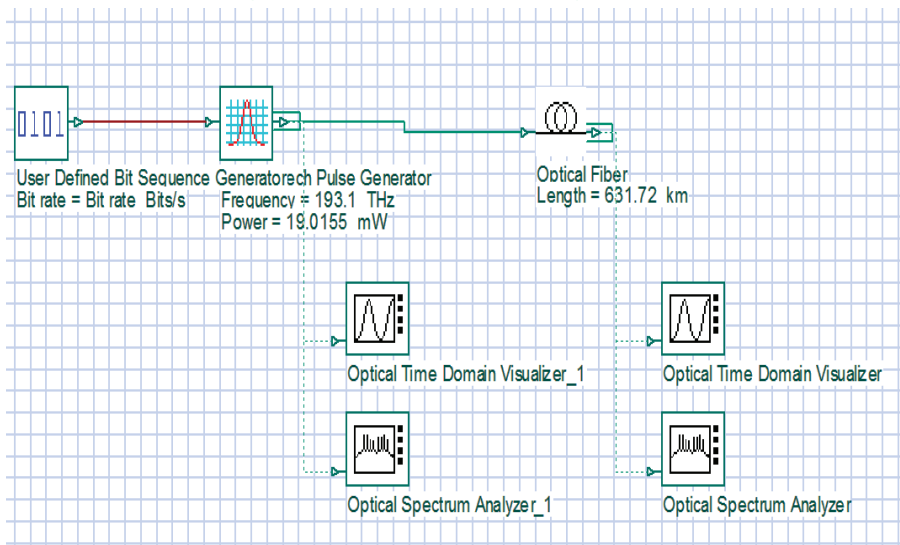 0101
User Defined Bit Sequence Generatorech Pulse Generator
Bit rate = Bit rate Bits/s
Frequency = 193.1 THz
Power = 19.0155 mW
Optical Fiber
Length = 631.72 km
Optical Time Domain Visualizer_1
Optical Time Domain Visualizer
Optical Spectrum Analyzer_1
Optical Spectrum Analyzer